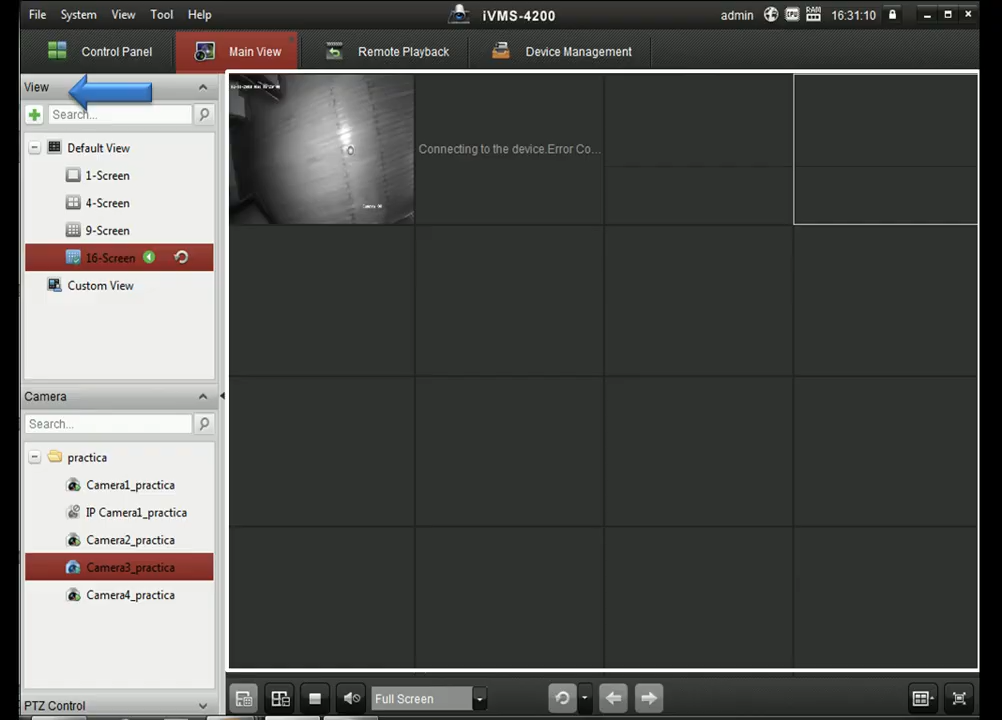 File System View Tool Help
iVMS-4200
admin 16:31:10
Control Panel Main View Remote Playback Device Management
View
Search...
Default View
1-Screen
4-Screen
9-Screen
16-Screen
Custom View
Connecting to the device.Error Co...
Camera
Search...
practica
Camera1_practica
IP Camera1_practica
Camera2_practica
Camera3_practica
Camera4_practica
PTZ Control
Full Screen